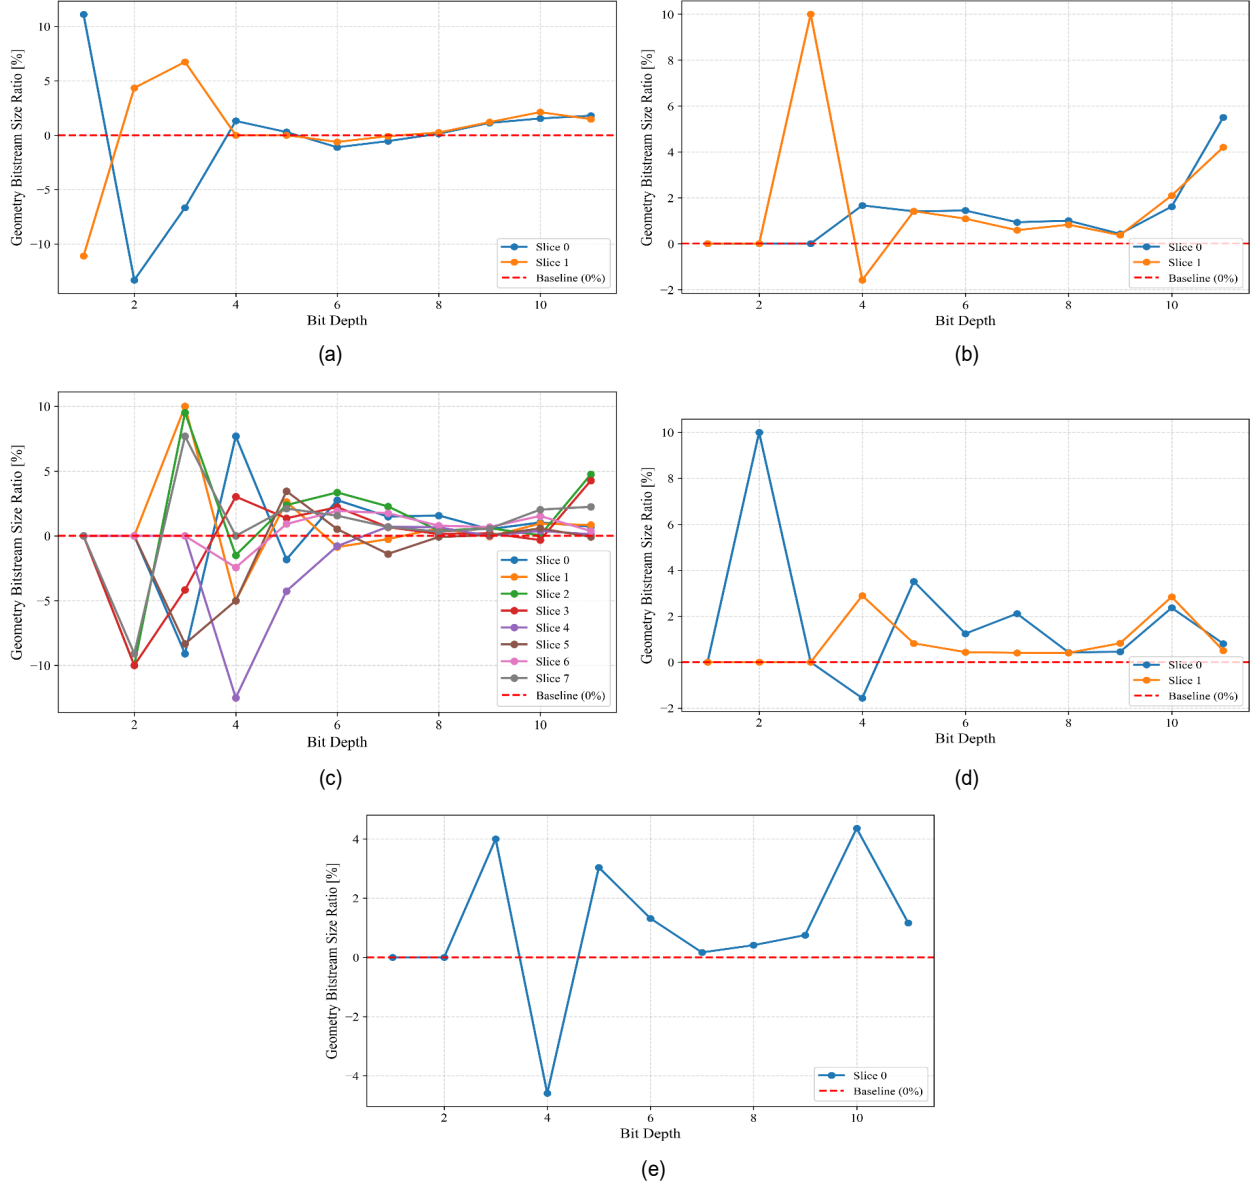 Geometry Bitstream Size Ratio [%]
10
5
0
−5
−10
2
4
6
8
10
Bit Depth
Slice 0
Slice 1
Baseline (0%)
(a)
Geometry Bitstream Size Ratio [%]
10
8
6
4
2
0
−2
2
4
6
8
10
Bit Depth
Slice 0
Slice 1
Baseline (0%)
(b)
Geometry Bitstream Size Ratio [%]
10
5
0
−5
−10
2
4
6
8
10
Bit Depth
Slice 0
Slice 1
Slice 2
Slice 3
Slice 4
Slice 5
Slice 6
Slice 7
Baseline (0%)
(c)
Geometry Bitstream Size Ratio [%]
10
8
6
4
2
0
−2
2
4
6
8
10
Bit Depth
Slice 0
Slice 1
Baseline (0%)
(d)
Geometry Bitstream Size Ratio [%]
4
2
0
−2
−4
2
4
6
8
10
Bit Depth
Slice 0
Baseline (0%)
(e)